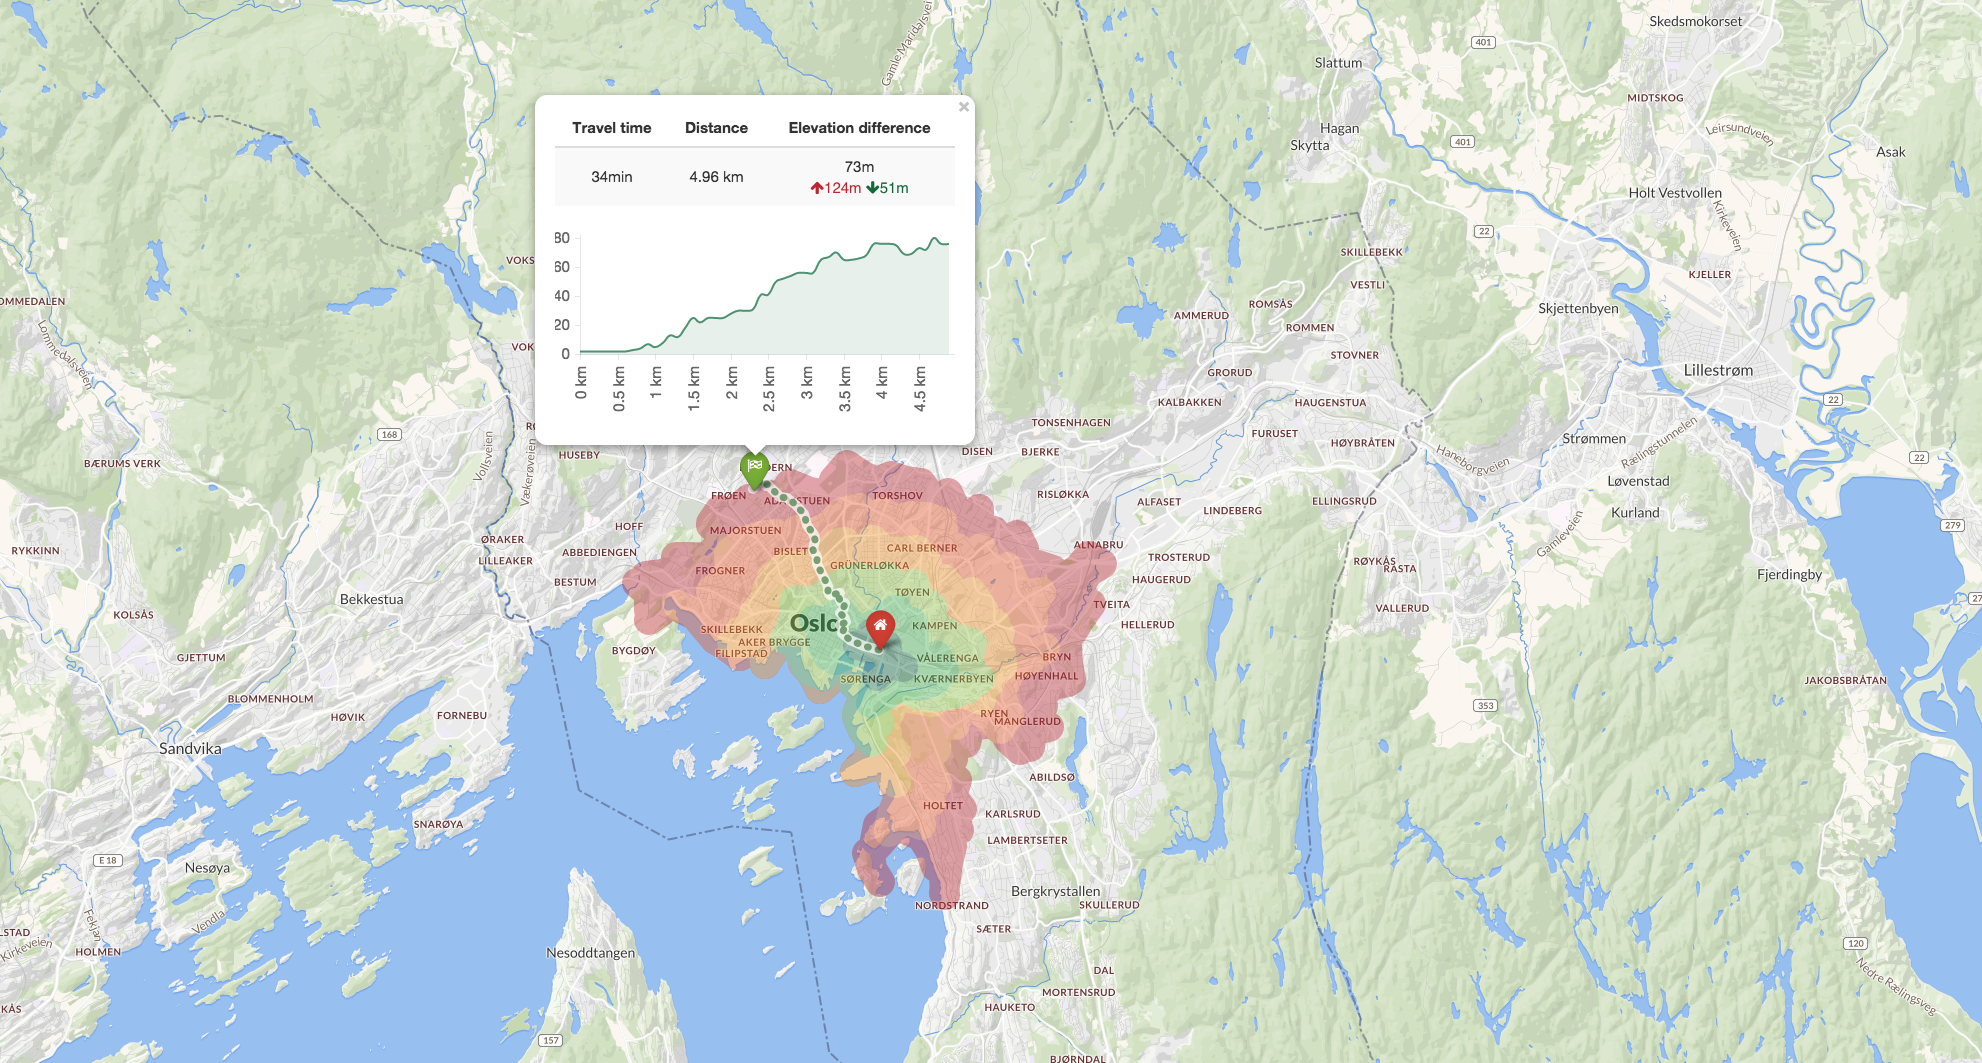 Skedsmokorset
Gamle Maridalsvei
401
Slattum
MIDTSKOG
×
Travel time Distance Elevation difference
34min 4.96 km 73m
124m 51m
80
60
40
20
0
0 km 0.5 km 1 km 1.5 km 2 km 2.5 km 3 km 3.5 km 4 km 4.5 km
Hagan
Skytta
401
Leirsundveien
Asak
Holt Vestvollen
Kirkeveien
22
SKILLEBEKK
VOKS
KJELLER
VESTLI
OMMEDALEN
ROMSÅS
Skjettenbyen
AMMERUD
ROMMEN
Lommedalsveien
VOK
STOVNER
GRORUD
Lillestrøm
KALBAKKEN
HAUGENSTUA
22
TONSENHAGEN
168
FURUSET
Strømmen
Rælingstunnelen
HØYBRÅTEN
DISEN
BJERKE
HUSEBY
Vollsveien
Vækerøveien
BÆRUMS VERK
Haneborgveien
22
ERN
Løvenstad
FRØEN
TORSHOV
RISLØKKA
ALFASET
ELLINGSRUD
LINDEBERG
Kurland
279
HOFF
MAJORSTUEN
Gamleveien
ØRAKER
ABBEDIENGEN
BISLET
CARL BERNER
ALNABRU
RYKKINN
LILLEAKER
GRÜNERLØKKA
TROSTERUD
RØYKÅS
RASTA
FROGNER
HAUGERUD
Fjerdingby
BESTUM
TØYEN
Bekkestua
TVEITA
VALLERUD
27
KOLSÅS
Oslo
KAMPEN
HELLERUD
SKILLEBEKK
AKER BRYGGE
FILIPSTAD
BYGDØY
GJETTUM
VÅLERENGA
BRYN
SØRENGA
KVÆRNERBYEN
HØYENHALL
JAKOBSBRÅTAN
BLOMMENHOLM
HØVIK
FORNEBU
RYEN
MANGLERUD
353
Sandvika
ABILDSØ
HOLTET
KARLSRUD
SNARØYA
LAMBERTSETER
E 18
Nesøya
Bergkrystallen
NORDSTRAND
SKULLERUD
Vendla
Fekjan
LSTAD
Kirkeveien
SÆTER
HOLMEN
Nesoddtangen
120
DAL
Nedre Rælingsveg
MORTENSRUD
KÅS
HAUKETO
157
BJØRNDAL